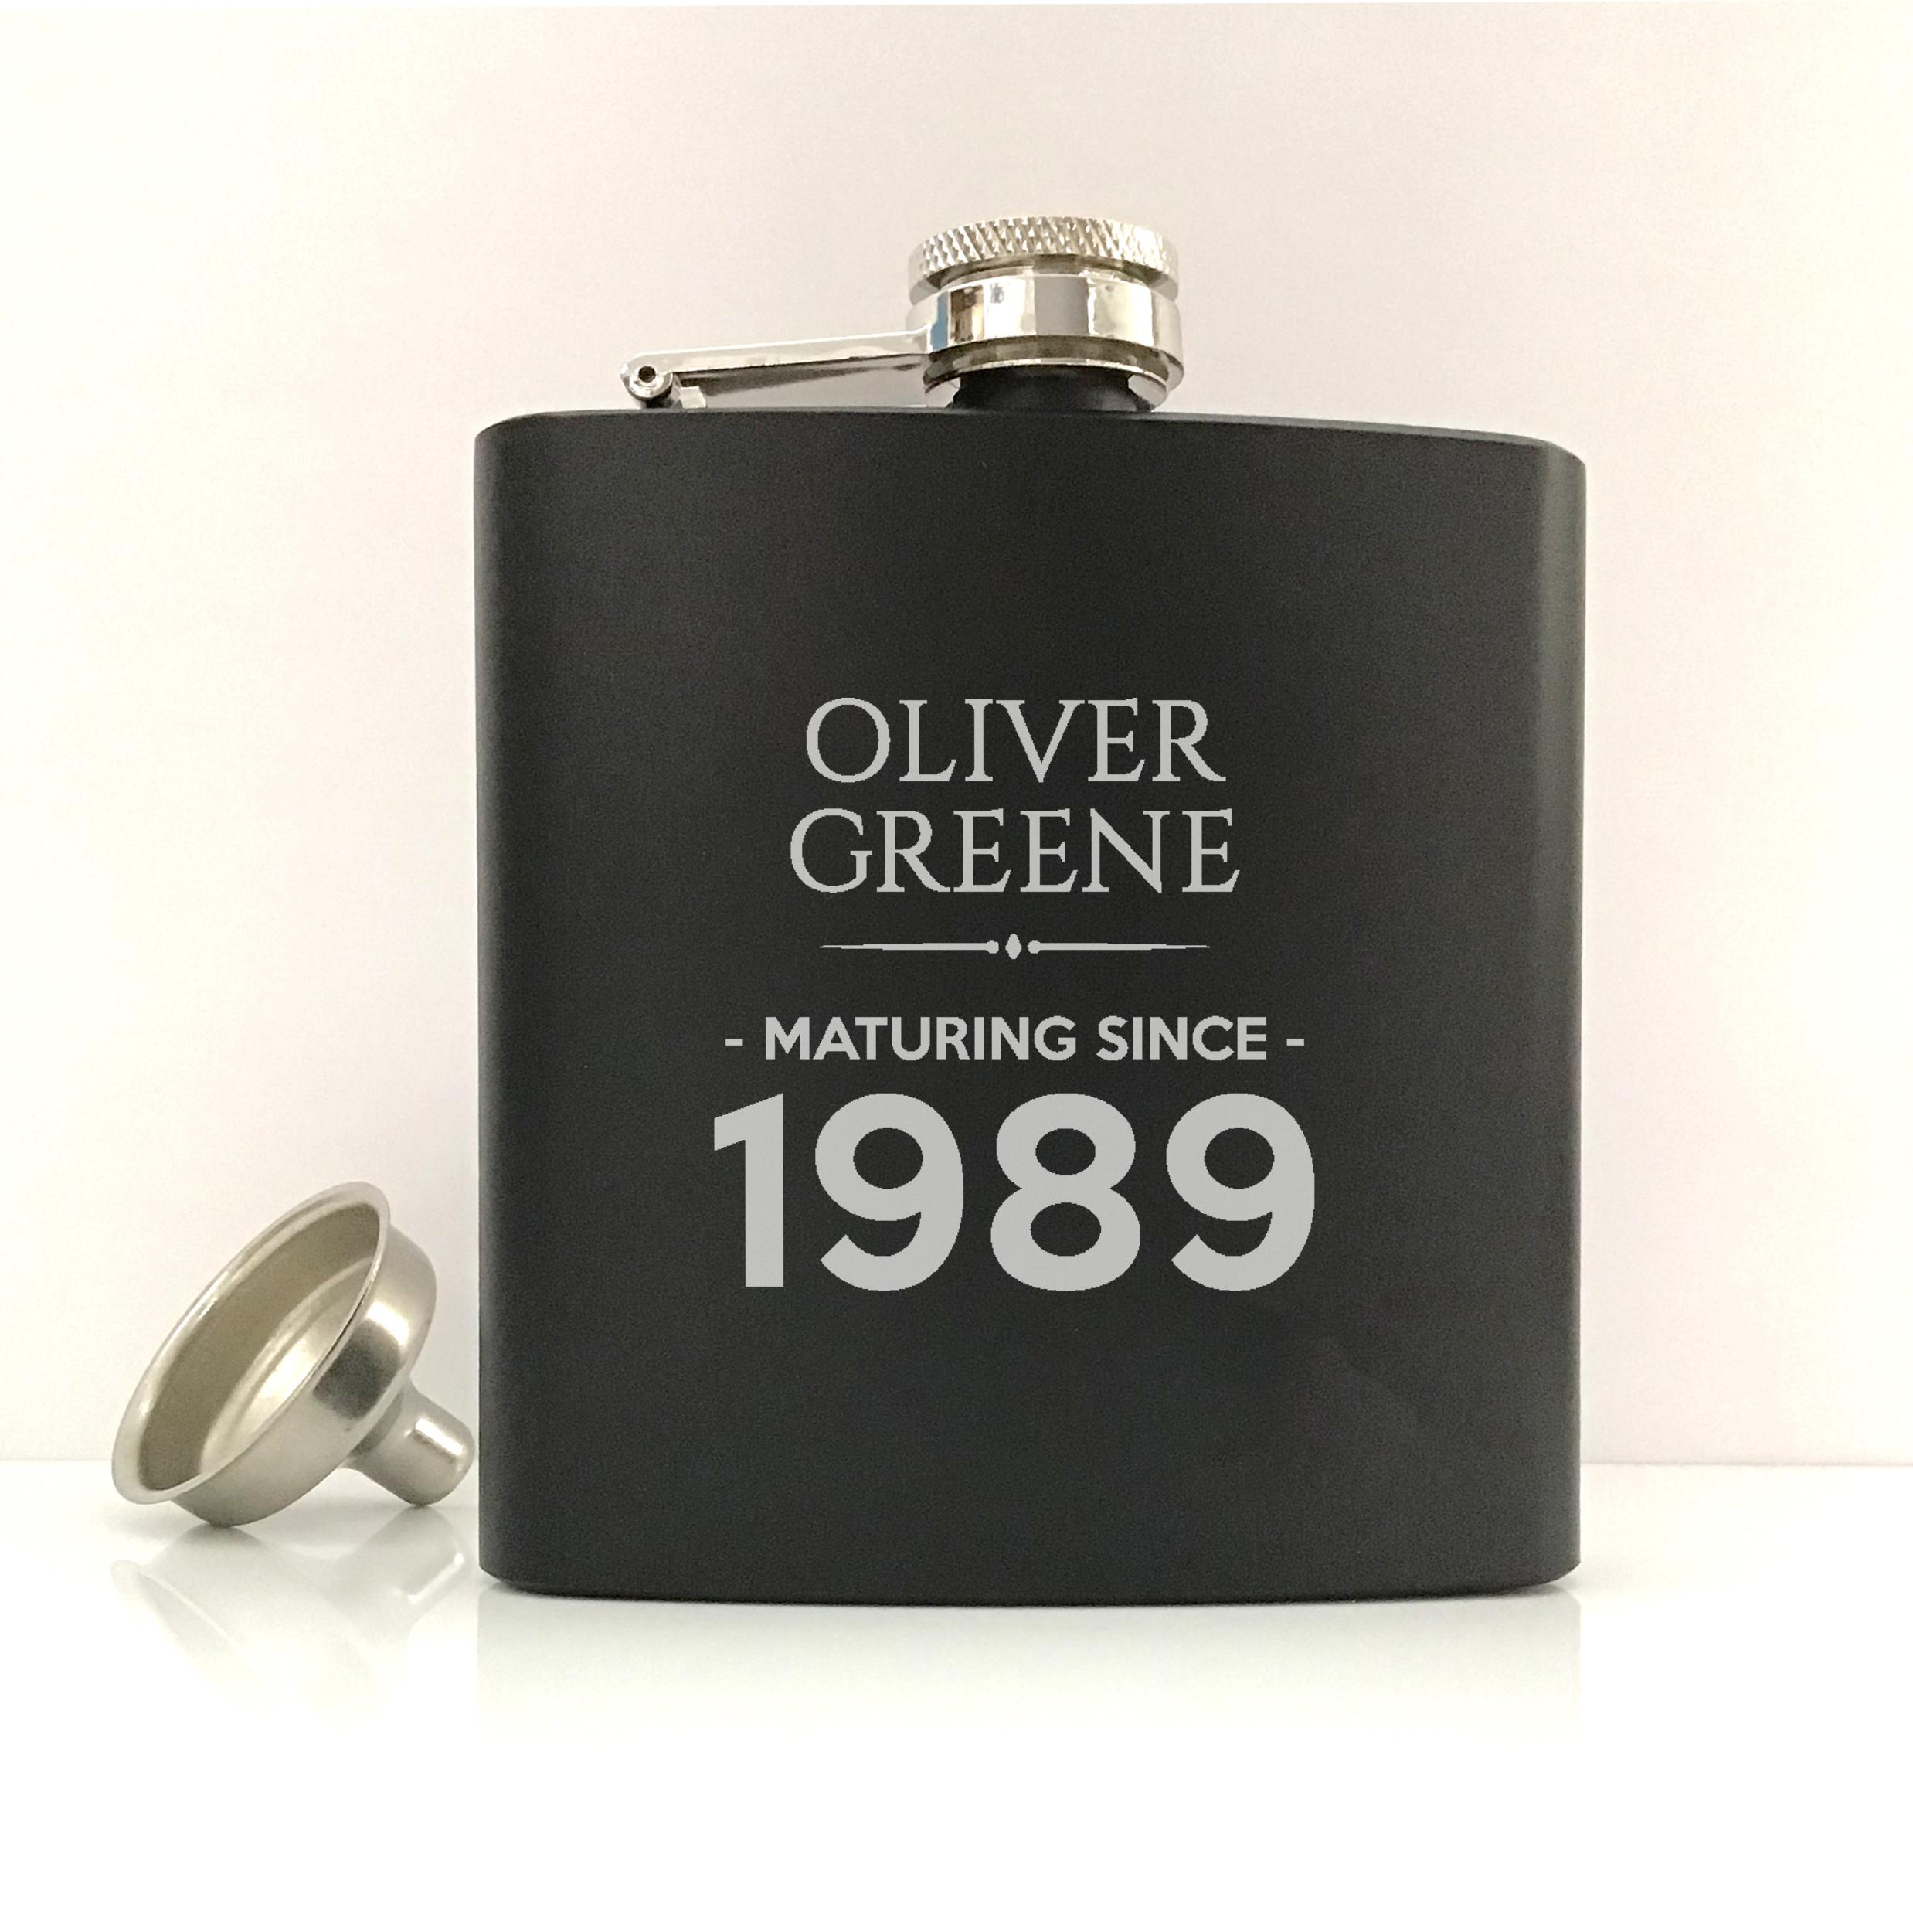 OLIVER
GREENE
- MATURING SINCE -
1989